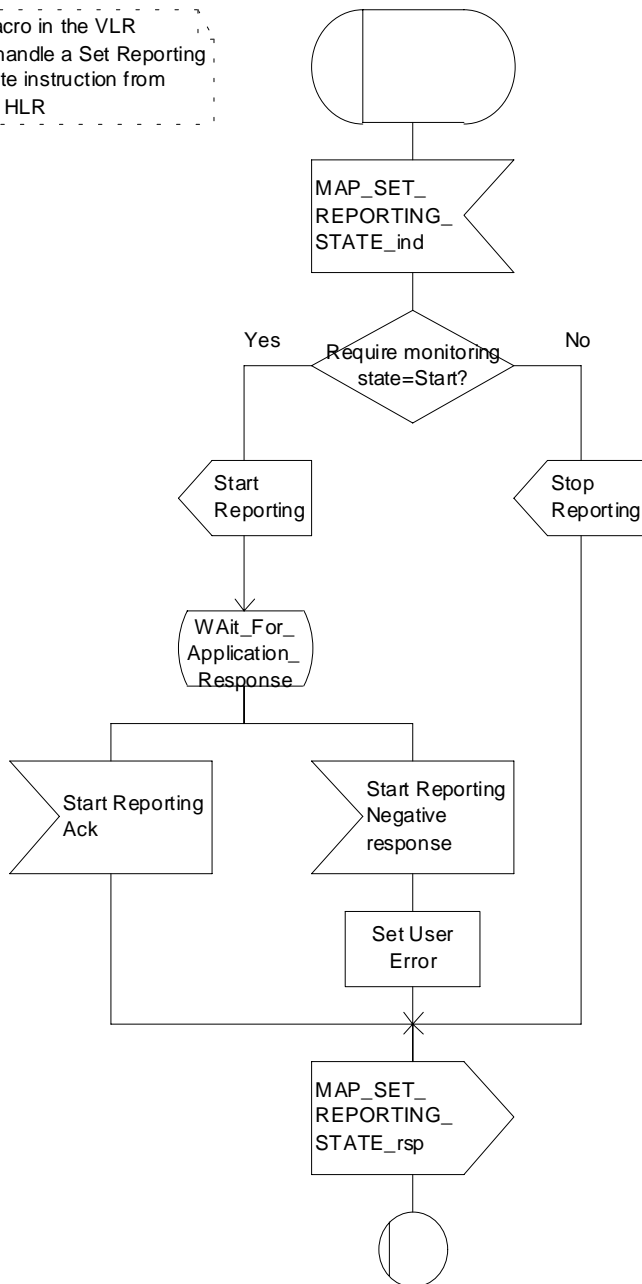 acro in the VLR
handle a Set Reporting
te instruction from
HLR
MAP_SET_
REPORTING_
STATE_ind
Yes
Require monitoring
state=Start?
No
Start
Reporting
Stop
Reporting
WAit_For_
Application_
Response
Start Reporting
Ack
Start Reporting
Negative
response
Set User
Error
MAP_SET_
REPORTING_
STATE_rsp